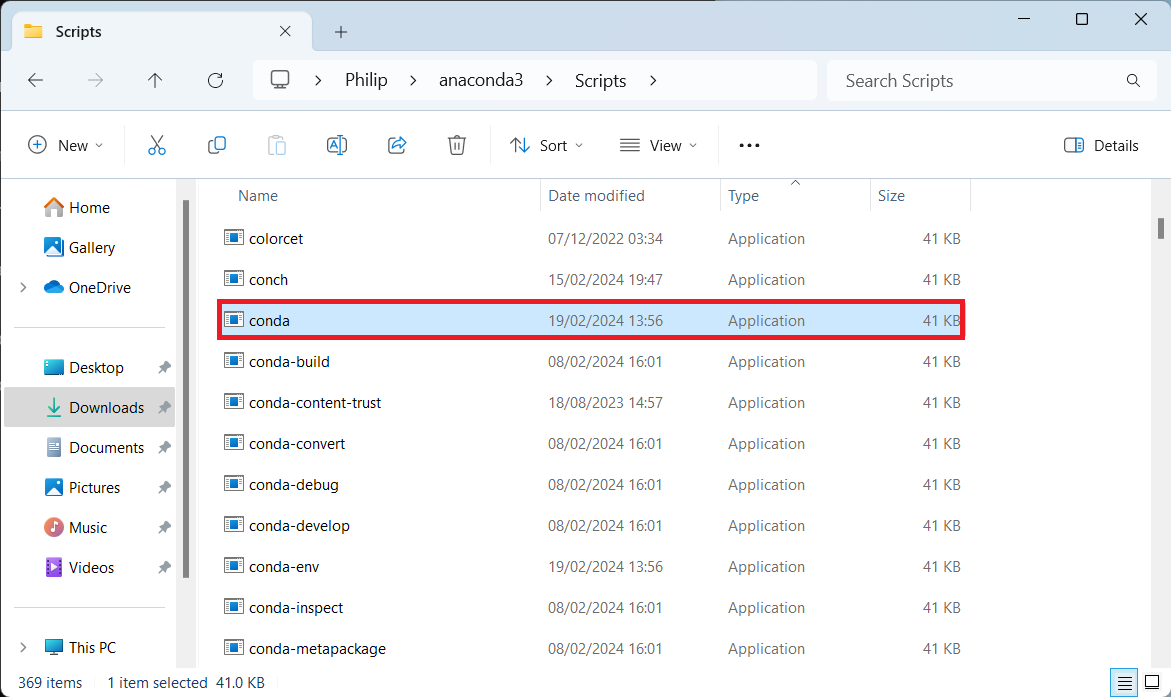 Scripts
Philip anaconda3 Scripts
Search Scripts
New
Sort
View
Details
Home
Gallery
OneDrive
Desktop
Downloads
Documents
Pictures
Music
Videos
This PC
Name Date modified Type Size
colorcet 07/12/2022 03:34 Application 41 KB
conch 15/02/2024 19:47 Application 41 KB
conda 19/02/2024 13:56 Application 41 KB
conda-build 08/02/2024 16:01 Application 41 KB
conda-content-trust 18/08/2023 14:57 Application 41 KB
conda-convert 08/02/2024 16:01 Application 41 KB
conda-debug 08/02/2024 16:01 Application 41 KB
conda-develop 08/02/2024 16:01 Application 41 KB
conda-env 19/02/2024 13:56 Application 41 KB
conda-inspect 08/02/2024 16:01 Application 41 KB
conda-metapackage 08/02/2024 16:01 Application 41 KB
369 items 1 item selected 41.0 KB